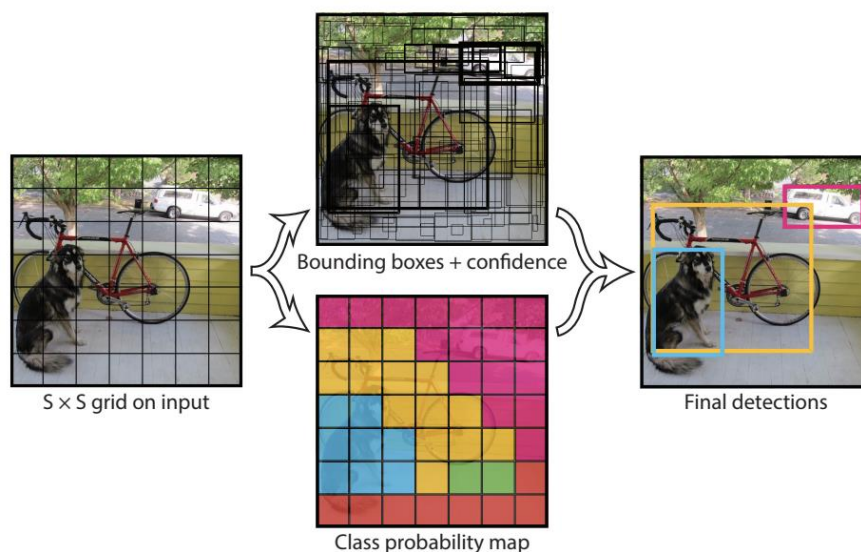 Bounding boxes + confidence
S × S grid on input
Final detections
Class probability map